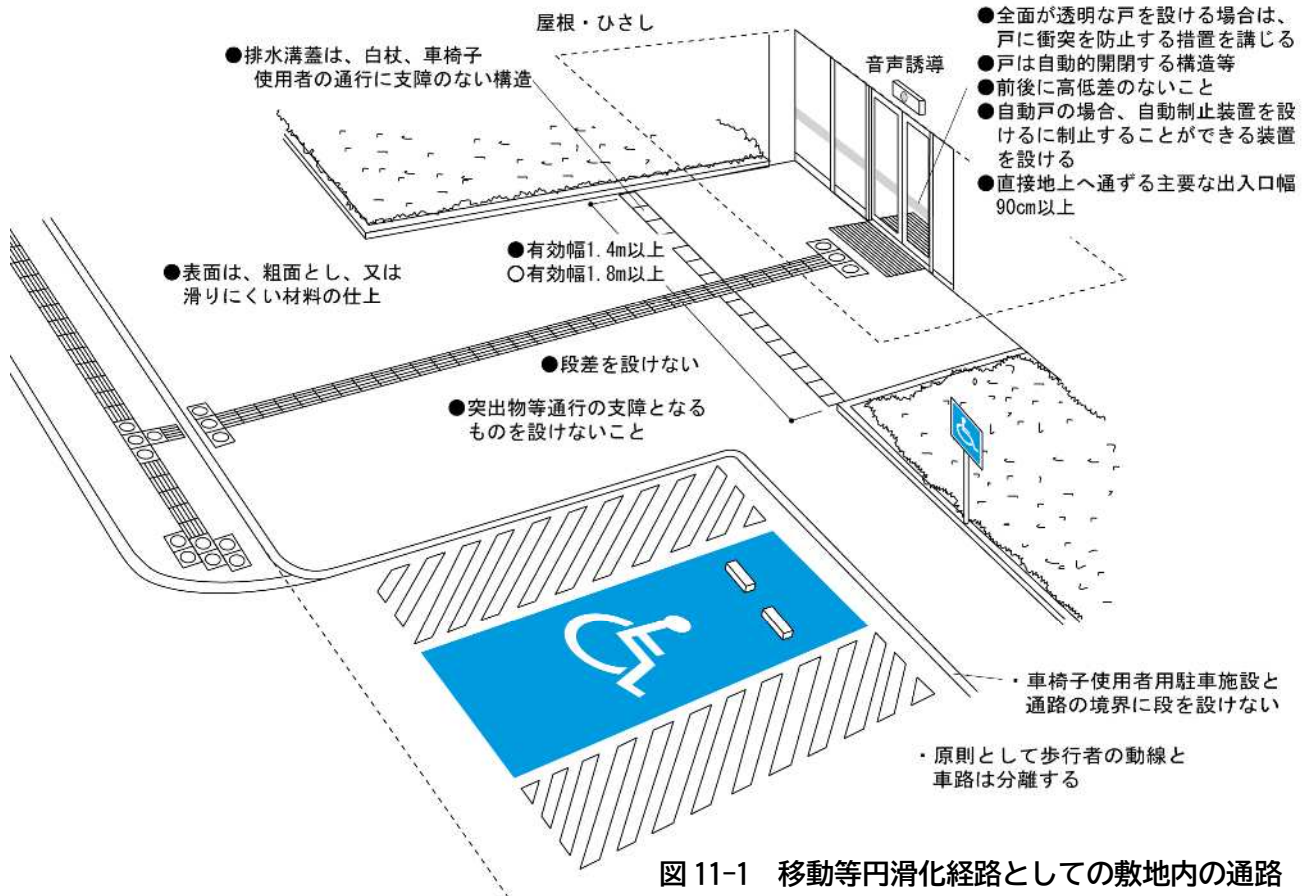 屋根・ひさし
●排水溝蓋は、白杖、車椅子
使用者の通行に支障のない構造
音声誘導
●全面が透明な戸を設ける場合は、
戸に衝突を防止する措置を講じる
●戸は自動的開閉する構造等
●前後に高低差のないこと
●自動戸の場合、自動制止装置を設
けるに制止することができる装置
を設ける
●直接地上へ通ずる主要な出入口幅
90cm以上
●有効幅1.4m以上
○有効幅1.8m以上
●表面は、粗面とし、又は
滑りにくい材料の仕上
●段差を設けない
●突出物等通行の支障となる
ものを設けないこと
・車椅子使用者用駐車施設と
通路の境界に段を設けない
・原則として歩行者の動線と
車路は分離する
図 11-1 移動等円滑化経路としての敷地内の通路